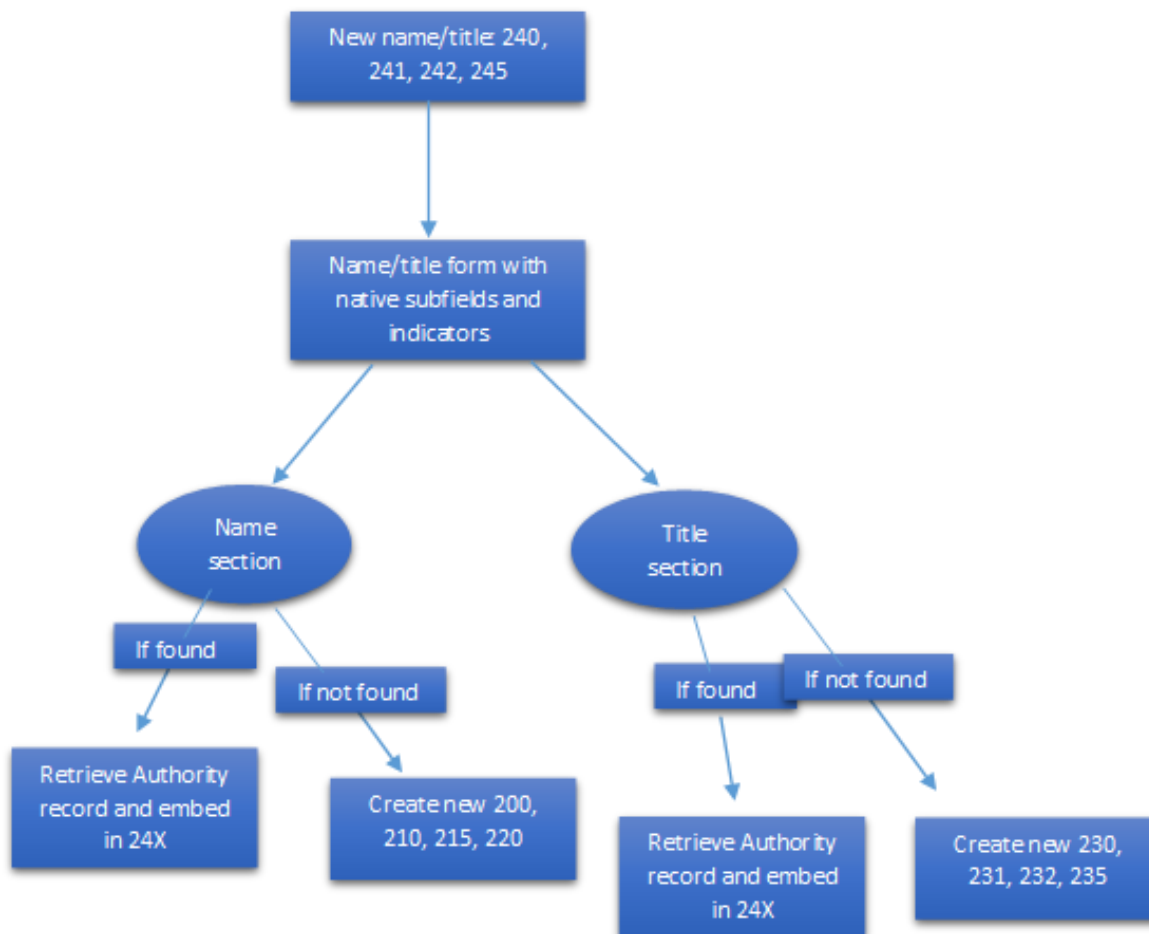 New name/title: 240,
241, 242, 245
Name/title form with
native subfields and
indicators
Name
section
Title
section
If found
If not found
If found
If not found
Retrieve Authority
record and embed
in 24X
Create new 200,
210, 215, 220
Retrieve Authority
record and embed
in 24X
Create new 230,
231, 232, 235